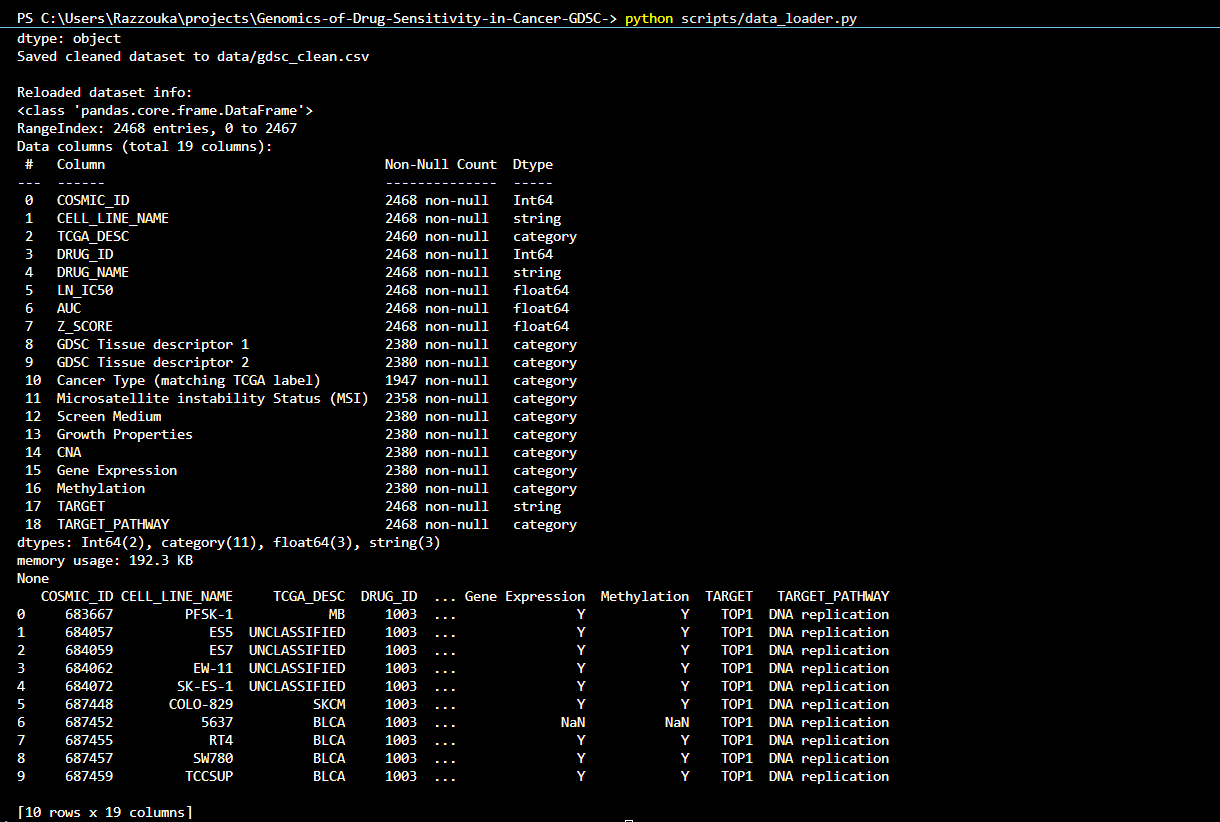 PS C:\Users\Razzouka\projects\Genomics-of-Drug-Sensitivity-in-Cancer-GDSC-> python scripts/data_loader.py
dtype: object
Saved cleaned dataset to data/gdsc_clean.csv
Reloaded dataset info:
<class 'pandas.core.frame.DataFrame'>
RangeIndex: 2468 entries, 0 to 2467
Data columns (total 19 columns):
 #   Column                                   Non-Null Count  Dtype
---  ------                                   --------------  -----
 0   COSMIC_ID                                2468 non-null   Int64
 1   CELL_LINE_NAME                           2468 non-null   string
 2   TCGA_DESC                                2460 non-null   category
 3   DRUG_ID                                  2468 non-null   Int64
 4   DRUG_NAME                                2468 non-null   string
 5   LN_IC50                                  2468 non-null   float64
 6   AUC                                      2468 non-null   float64
 7   Z_SCORE                                  2468 non-null   float64
 8   GDSC Tissue descriptor 1                 2380 non-null   category
 9   GDSC Tissue descriptor 2                 2380 non-null   category
 10  Cancer Type (matching TCGA label)        1947 non-null   category
 11  Microsatellite instability Status (MSI)  2358 non-null   category
 12  Screen Medium                            2380 non-null   category
 13  Growth Properties                        2380 non-null   category
 14  CNA                                      2380 non-null   category
 15  Gene Expression                          2380 non-null   category
 16  Methylation                              2380 non-null   category
 17  TARGET                                   2468 non-null   string
 18  TARGET_PATHWAY                           2468 non-null   category
dtypes: Int64(2), category(11), float64(3), string(3)
memory usage: 192.3 KB
None
   COSMIC_ID CELL_LINE_NAME     TCGA_DESC  DRUG_ID  ... Gene Expression  Methylation  TARGET   TARGET_PATHWAY
0     683667         PFSK-1            MB     1003  ...               Y            Y    TOP1  DNA replication
1     684057            ES5  UNCLASSIFIED     1003  ...               Y            Y    TOP1  DNA replication
2     684059            ES7  UNCLASSIFIED     1003  ...               Y            Y    TOP1  DNA replication
3     684062          EW-11  UNCLASSIFIED     1003  ...               Y            Y    TOP1  DNA replication
4     684072        SK-ES-1  UNCLASSIFIED     1003  ...               Y            Y    TOP1  DNA replication
5     687448       COLO-829          SKCM     1003  ...               Y            Y    TOP1  DNA replication
6     687452           5637          BLCA     1003  ...             NaN          NaN    TOP1  DNA replication
7     687455            RT4          BLCA     1003  ...               Y            Y    TOP1  DNA replication
8     687457          SW780          BLCA     1003  ...               Y            Y    TOP1  DNA replication
9     687459         TCCSUP          BLCA     1003  ...               Y            Y    TOP1  DNA replication
[10 rows x 19 columns]